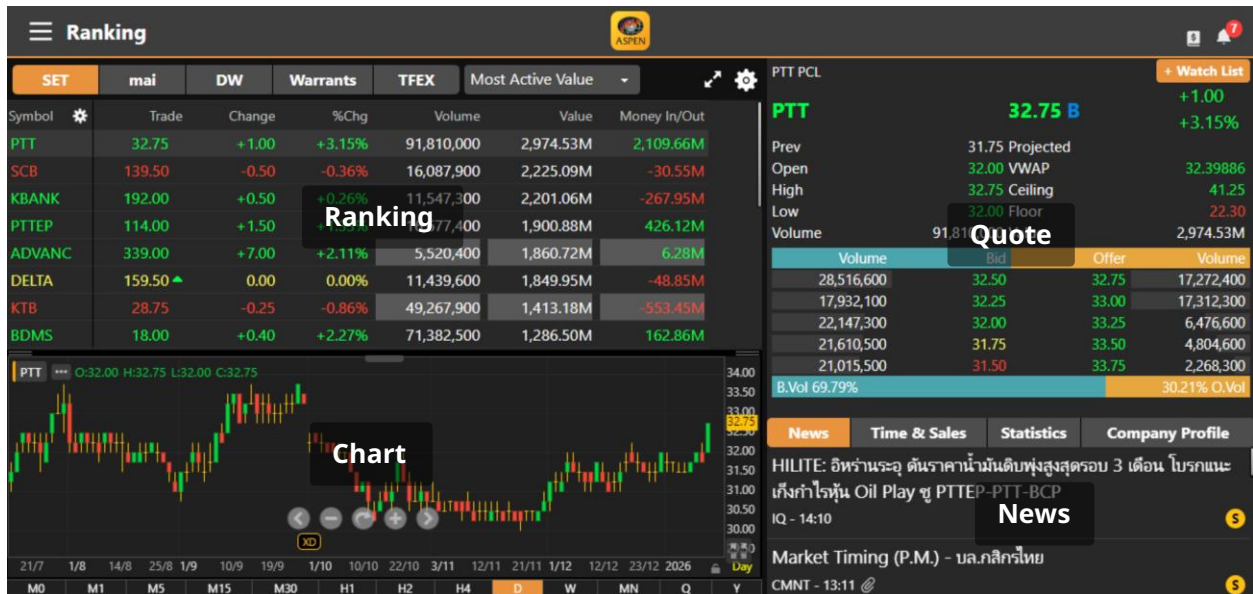 Ranking
ASPEN
7
SET mai DW Warrants TFEX Most Active Value
Symbol Trade Change %Chg Volume Value Money In/Out
PTT 32.75 +1.00 +3.15% 91,810,000 2,974.53M 2,109.66M
SCB 139.50 -0.50 -0.36% 16,087,900 2,225.09M -30.55M
KBANK 192.00 +0.50 +0.26% 11,547,300 2,201.06M -267.95M
PTTEP 114.00 +1.50 1,900.88M 426.12M
ADVANC 339.00 +7.00 +2.11% 5,520,400 1,860.72M 6.28M
DELTA 159.50 0.00 0.00% 11,439,600 1,849.95M -48.85M
KTB 28.75 -0.25 -0.86% 49,267,900 1,413.18M -553.45M
BDMS 18.00 +0.40 +2.27% 71,382,500 1,286.50M 162.86M
Ranking
PTT O:32.00 H:32.75 L:32.00 C:32.75
34.00
33.50
33.00
32.75
32.50
32.00
31.50
31.00
30.50
30.00
Chart
XD
21/7 1/8 14/8 25/8 1/9 10/9 19/9 1/10 10/10 22/10 3/11 12/11 21/11 1/12 12/12 23/12 2026 Day
M0 M1 M5 M15 M30 H1 H2 H4 D W MN Q Y
PTT PCL + Watch List
PTT 32.75 B +1.00
+3.15%
Prev 31.75 Projected
Open 32.00 VWAP 32.39886
High 32.75 Ceiling 41.25
Low 32.00 Floor 22.30
Volume 2,974.53M
Quote
Volume Bid Offer Volume
28,516,600 32.50 32.75 17,272,400
17,932,100 32.25 33.00 17,312,300
22,147,300 32.00 33.25 6,476,600
21,610,500 31.75 33.50 4,804,600
21,015,500 31.50 33.75 2,268,300
B.Vol 69.79% 30.21% O.Vol
News Time & Sales Statistics Company Profile
HILITE: อิหร่านระอุ ดันราคาน้ำมันดิบพุ่งสูงสุดรอบ 3 เดือน โบรกแนะ
เก็งกำไรหุ้น Oil Play ชู PTTEP-PTT-BCP
IQ - 14:10 S
News
Market Timing (P.M.) - บล.กสิกรไทย
CMNT - 13:11 S